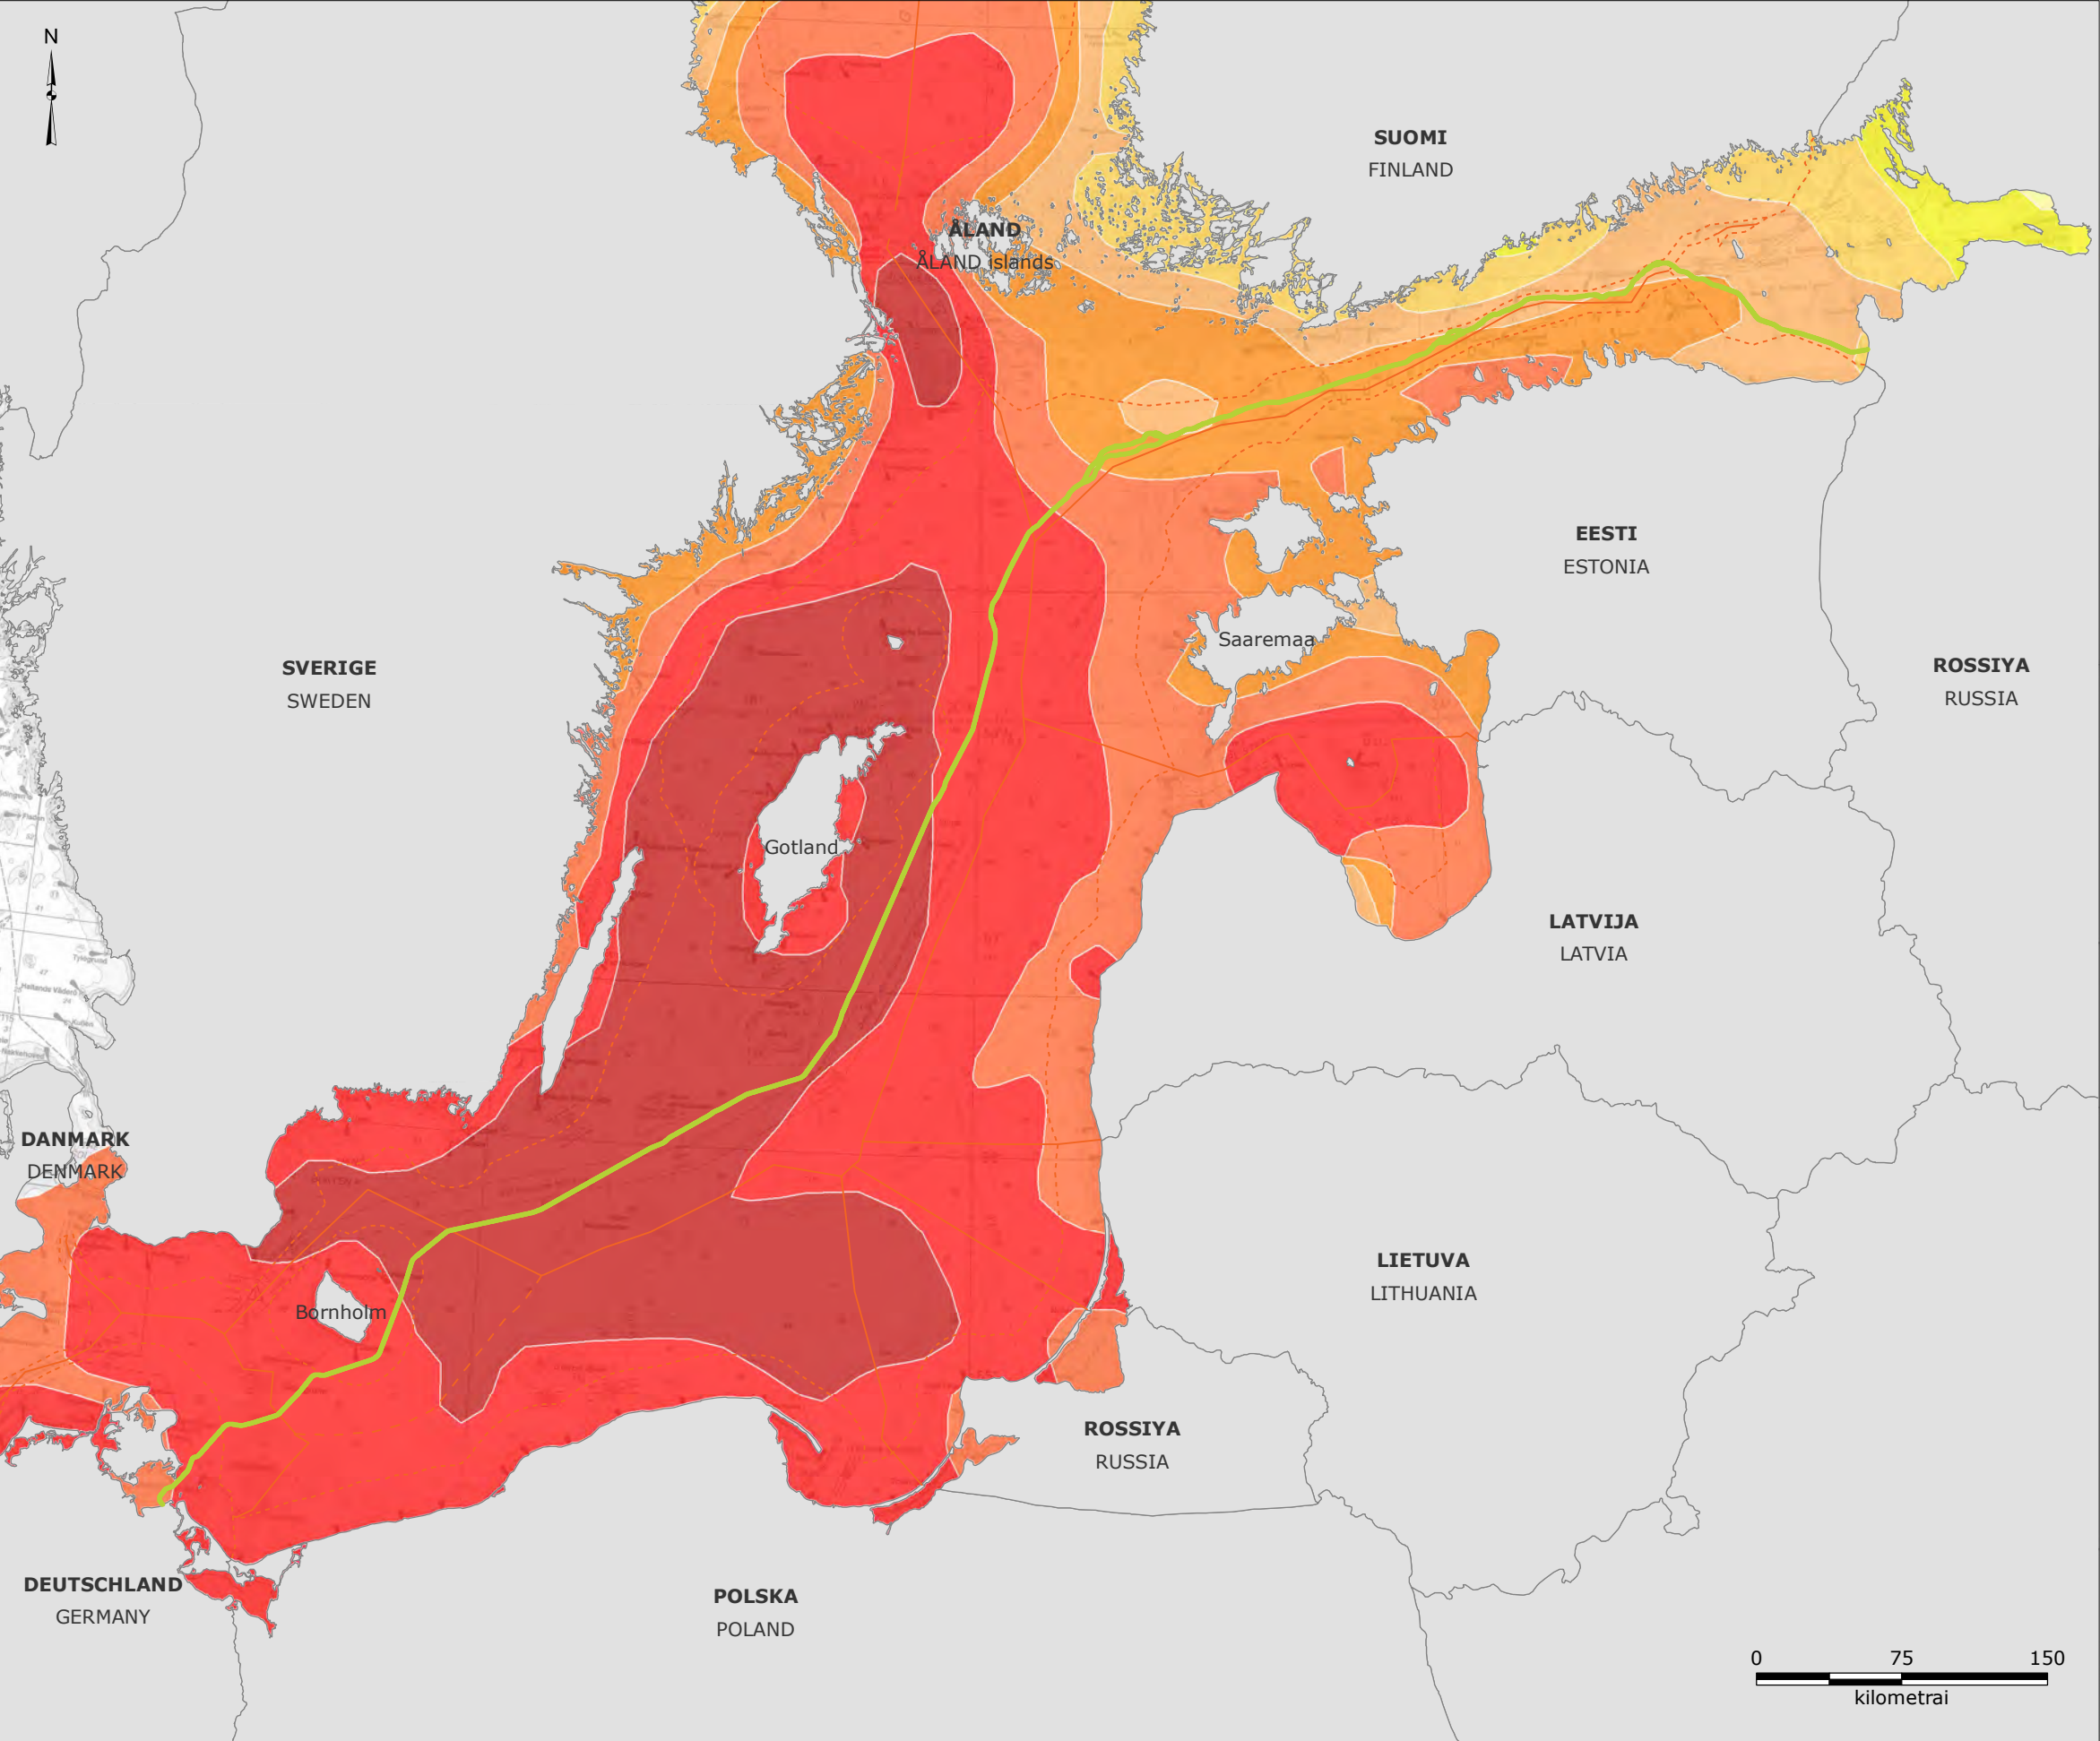 N
SUOMI
FINLAND
ÅLAND
ÅLAND islands
EESTI
ESTONIA
Saaremaa
SVERIGE
SWEDEN
ROSSIYA
RUSSIA
Gotland
LATVIJA
LATVIA
DANMARK
DENMARK
LIETUVA
LITHUANIA
Bornholm
ROSSIYA
RUSSIA
DEUTSCHLAND
GERMANY
POLSKA
POLAND
0 75 150
kilometrai